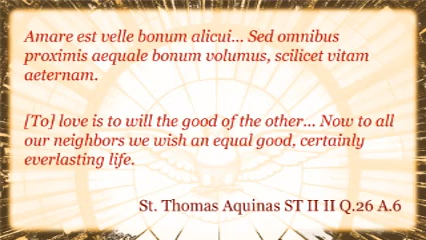 Amare est velle bonum alicui... Sed omnibus
proximis aequale bonum volumus, scilicet vitam
aeternam.
[To] love is to will the good of the other... Now to all
our neighbors we wish an equal good, certainly
everlasting life.
St. Thomas Aquinas ST II II Q.26 A.6